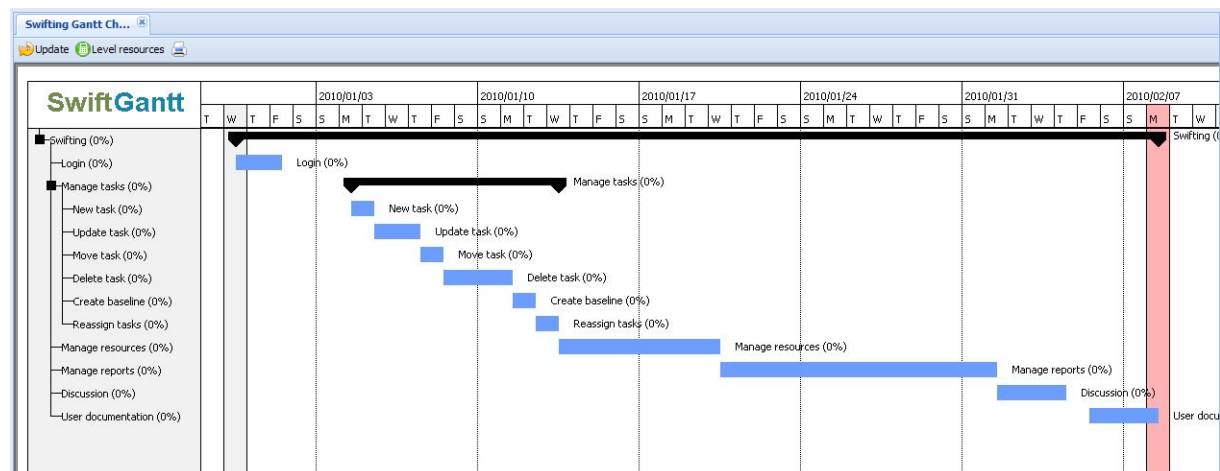 Swifting Gantt Ch...
Update Level resources
SwiftGantt
2010/01/03 2010/01/10 2010/01/17 2010/01/24 2010/01/31 2010/02/07
T W T F S S M T W T F S S M T W T F S S M T W T F S S M T W T F S S M T W T F S S M T W
Swifting (0%) Swifting (
Login (0%) Login (0%)
Manage tasks (0%) Manage tasks (0%)
New task (0%) New task (0%)
Update task (0%) Update task (0%)
Move task (0%) Move task (0%)
Delete task (0%) Delete task (0%)
Create baseline (0%) Create baseline (0%)
Reassign tasks (0%) Reassign tasks (0%)
Manage resources (0%) Manage resources (0%)
Manage reports (0%) Manage reports (0%)
Discussion (0%) Discussion (0%)
User documentation (0%) User docu